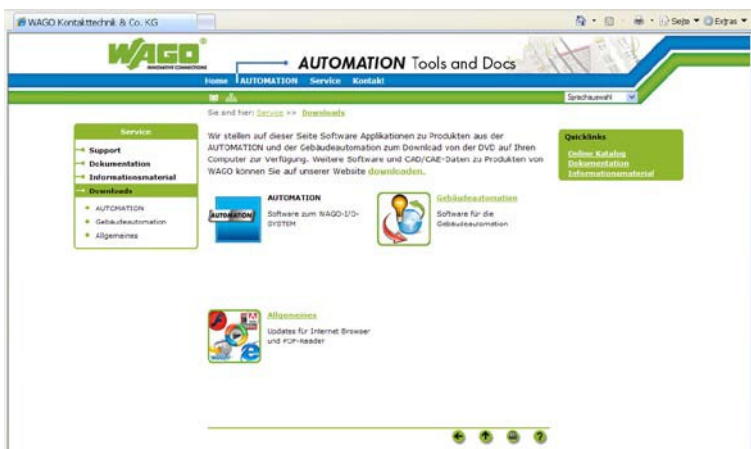 WAGO Kontakttechnik & Co. KG
Seite
Extras
WAGO
INNOVATIVE CONNECTIONS
AUTOMATION Tools and Docs
Home AUTOMATION Service Kontakt
Sprachauswahl
Sie sind hier: Service >> Downloads
Service
Support
Dokumentation
Informationsmaterial
Downloads
AUTOMATION
Gebäudeautomation
Allgemeines
Wir stellen auf dieser Seite Software Applikationen zu Produkten aus der
AUTOMATION und der Gebäudeautomation zum Download von der DVD auf Ihren
Computer zur Verfügung. Weitere Software und CAD/CAE-Daten zu Produkten von
WAGO können Sie auf unserer Website downloaden.
Quicklinks
Online Katalog
Dokumentation
Informationsmaterial
AUTOMATION
AUTOMATION
Software zum WAGO-I/O-
SYSTEM
Gebäudeautomation
Software für die
Gebäudeautomation
Allgemeines
Updates für Internet Browser
und PDF-Reader
?